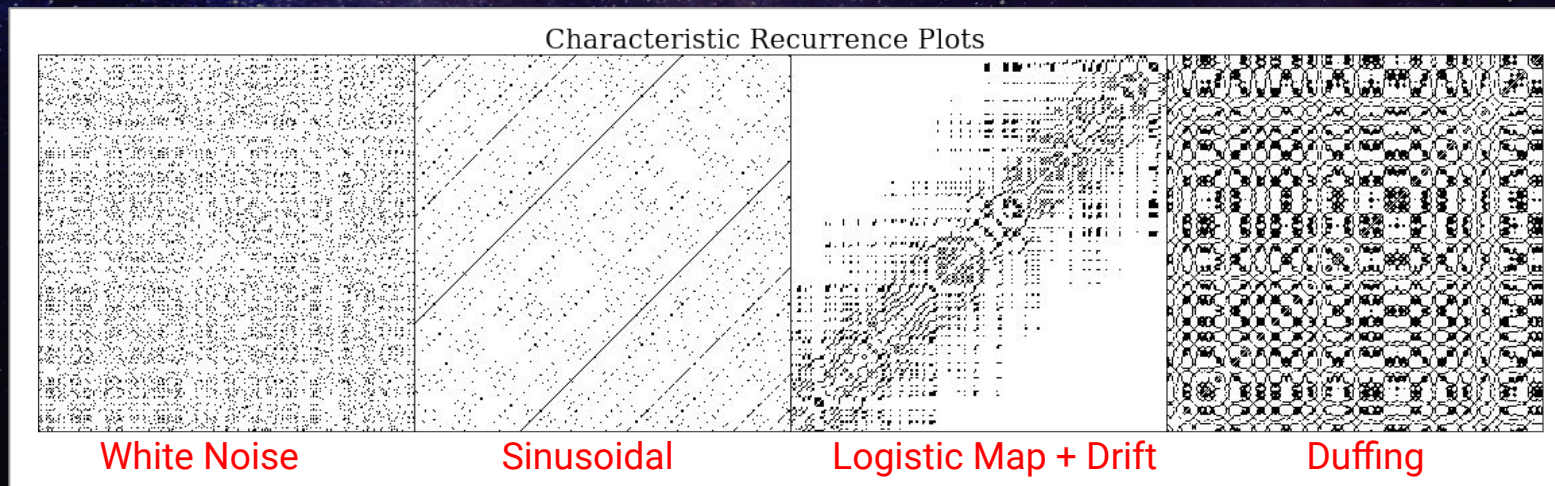 Characteristic Recurrence Plots
White Noise
Sinusoidal
Logistic Map + Drift
Duffing